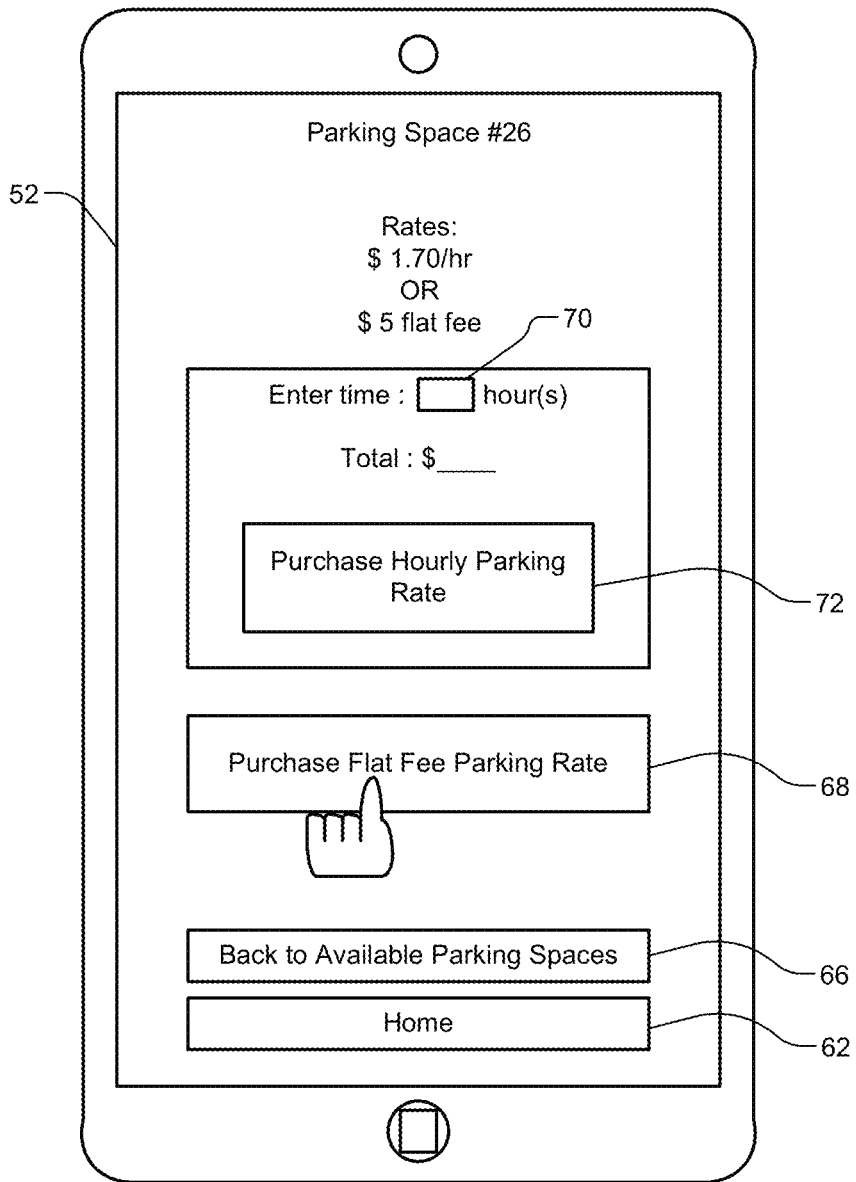 Parking Space #26
52
Rates:
$ 1.70/hr
OR
$ 5 flat fee
70
Enter time : hour(s)
Total : $____
Purchase Hourly Parking
Rate
72
Purchase Flat Fee Parking Rate
68
Back to Available Parking Spaces
66
Home
62